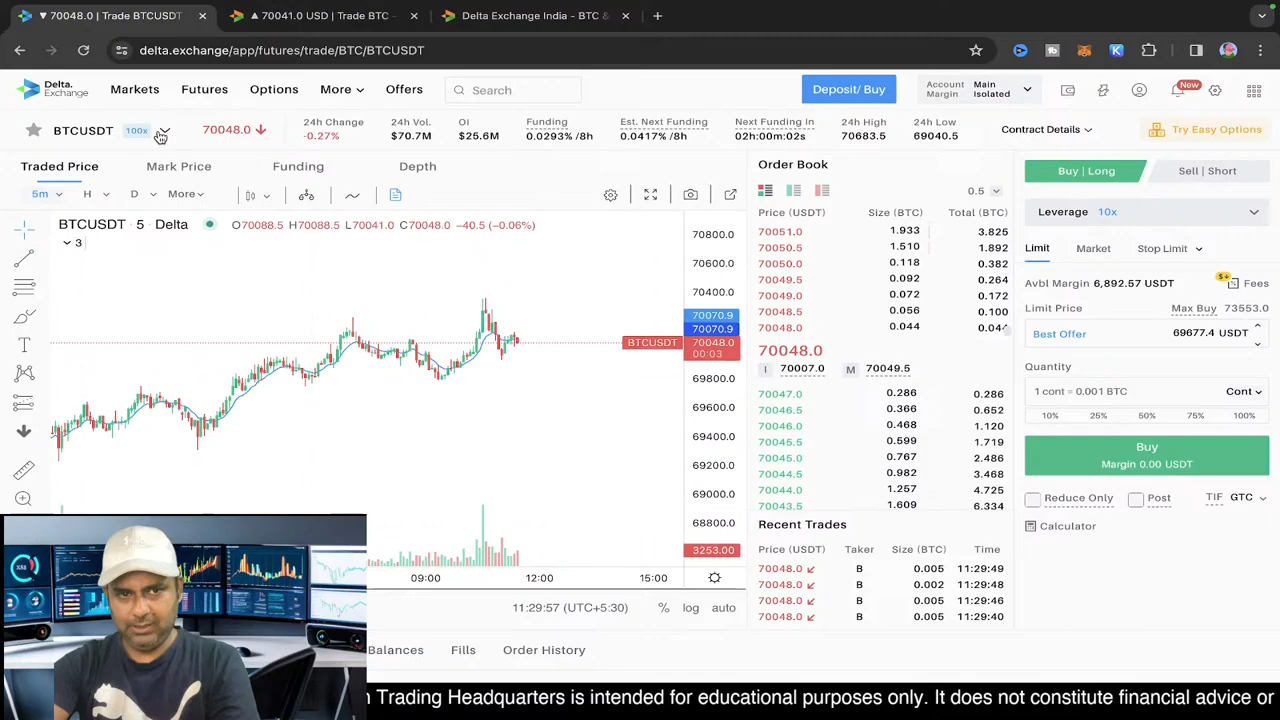 ▼ 70048.0 | Trade BTCUSDT
▲ 70041.0 USD | Trade BTC -
Delta Exchange India - BTC &
delta.exchange/app/futures/trade/BTC/BTCUSDT
Delta.
Exchange
Markets
Futures
Options
More
Offers
Search
Deposit/ Buy
Account Main
Margin Isolated
New
BTCUSDT 100x
70048.0
24h Change
-0.27%
24h Vol.
$70.7M
OI
$25.6M
Funding
0.0293% /8h
Est. Next Funding
0.0417% /8h
Next Funding In
02h:00m:02s
24h High
70683.5
24h Low
69040.5
Contract Details
Try Easy Options
Traded Price
Mark Price
Funding
Depth
5m
H
D
More
BTCUSDT · 5 · Delta
O70088.5 H70088.5 L70041.0 C70048.0 −40.5 (−0.06%)
3
70800.0
70600.0
70400.0
70070.9
70070.9
BTCUSDT
70048.0
00:03
69800.0
69600.0
69400.0
69200.0
69000.0
68800.0
3253.00
09:00
12:00
15:00
11:29:57 (UTC+5:30)
%
log
auto
Order Book
0.5
Price (USDT) Size (BTC) Total (BTC)
70051.0 1.933 3.825
70050.5 1.510 1.892
70050.0 0.118 0.382
70049.5 0.092 0.264
70049.0 0.072 0.172
70048.5 0.056 0.100
70048.0 0.044 0.044
70048.0
I 70007.0 M 70049.5
70047.0 0.286 0.286
70046.5 0.366 0.652
70046.0 0.468 1.120
70045.5 0.599 1.719
70045.0 0.767 2.486
70044.5 0.982 3.468
70044.0 1.257 4.725
70043.5 1.609 6.334
Recent Trades
Price (USDT) Taker Size (BTC) Time
70048.0 B 0.005 11:29:49
70048.0 B 0.002 11:29:48
70048.0 B 0.005 11:29:46
70048.0 B 0.005 11:29:40
Buy | Long
Sell | Short
Leverage 10x
Limit
Market
Stop Limit
Avbl Margin 6,892.57 USDT
Fees
Limit Price
Max Buy 73553.0
Best Offer
69677.4 USDT
Quantity
1 cont = 0.001 BTC
Cont
10% 25% 50% 75% 100%
Buy
Margin 0.00 USDT
Reduce Only
Post
TIF GTC
Calculator
Balances
Fills
Order History
X58
Trading Headquarters is intended for educational purposes only. It does not constitute financial advice or